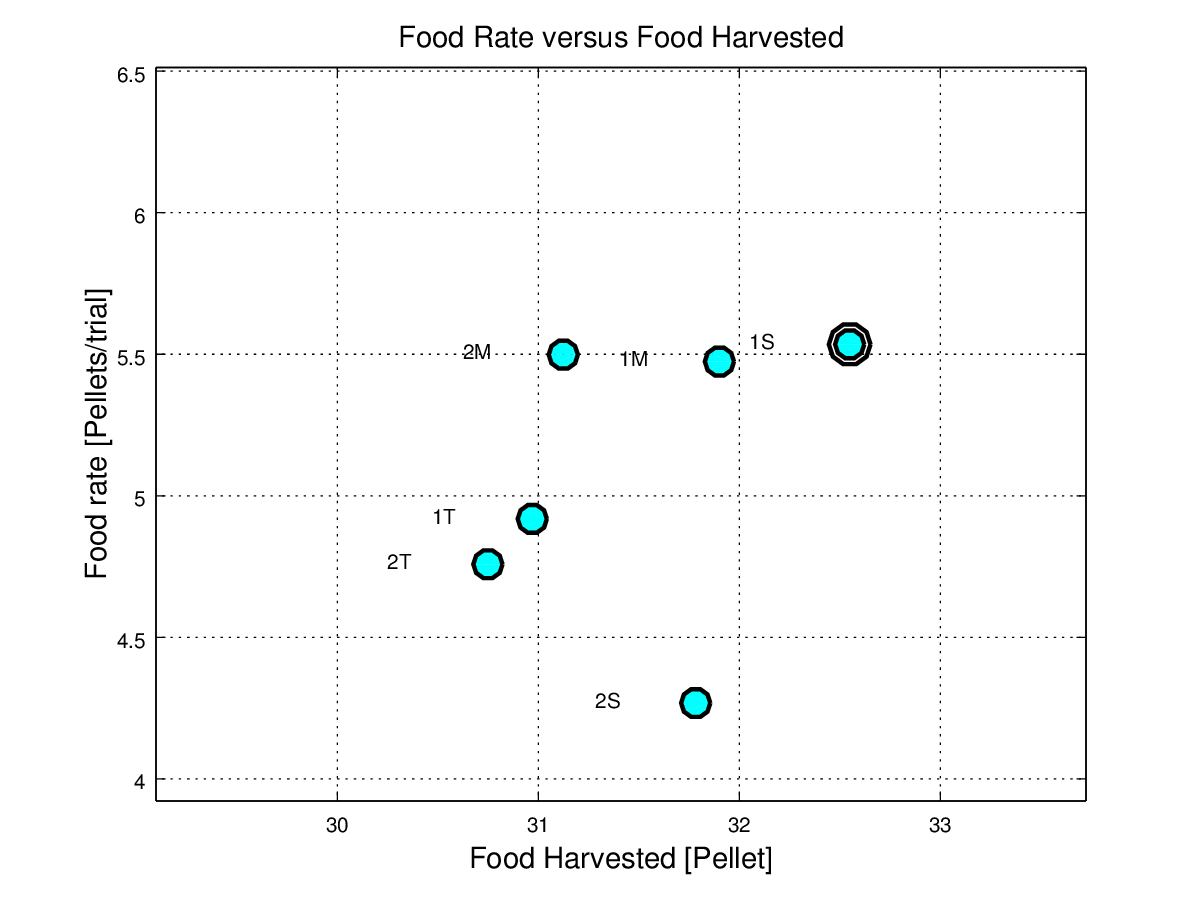 Food Rate versus Food Harvested
6.5
6
5.5
5
4.5
4
Food rate [Pellets/trial]
2M
1M
1S
1T
2T
2S
30 31 32 33
Food Harvested [Pellet]